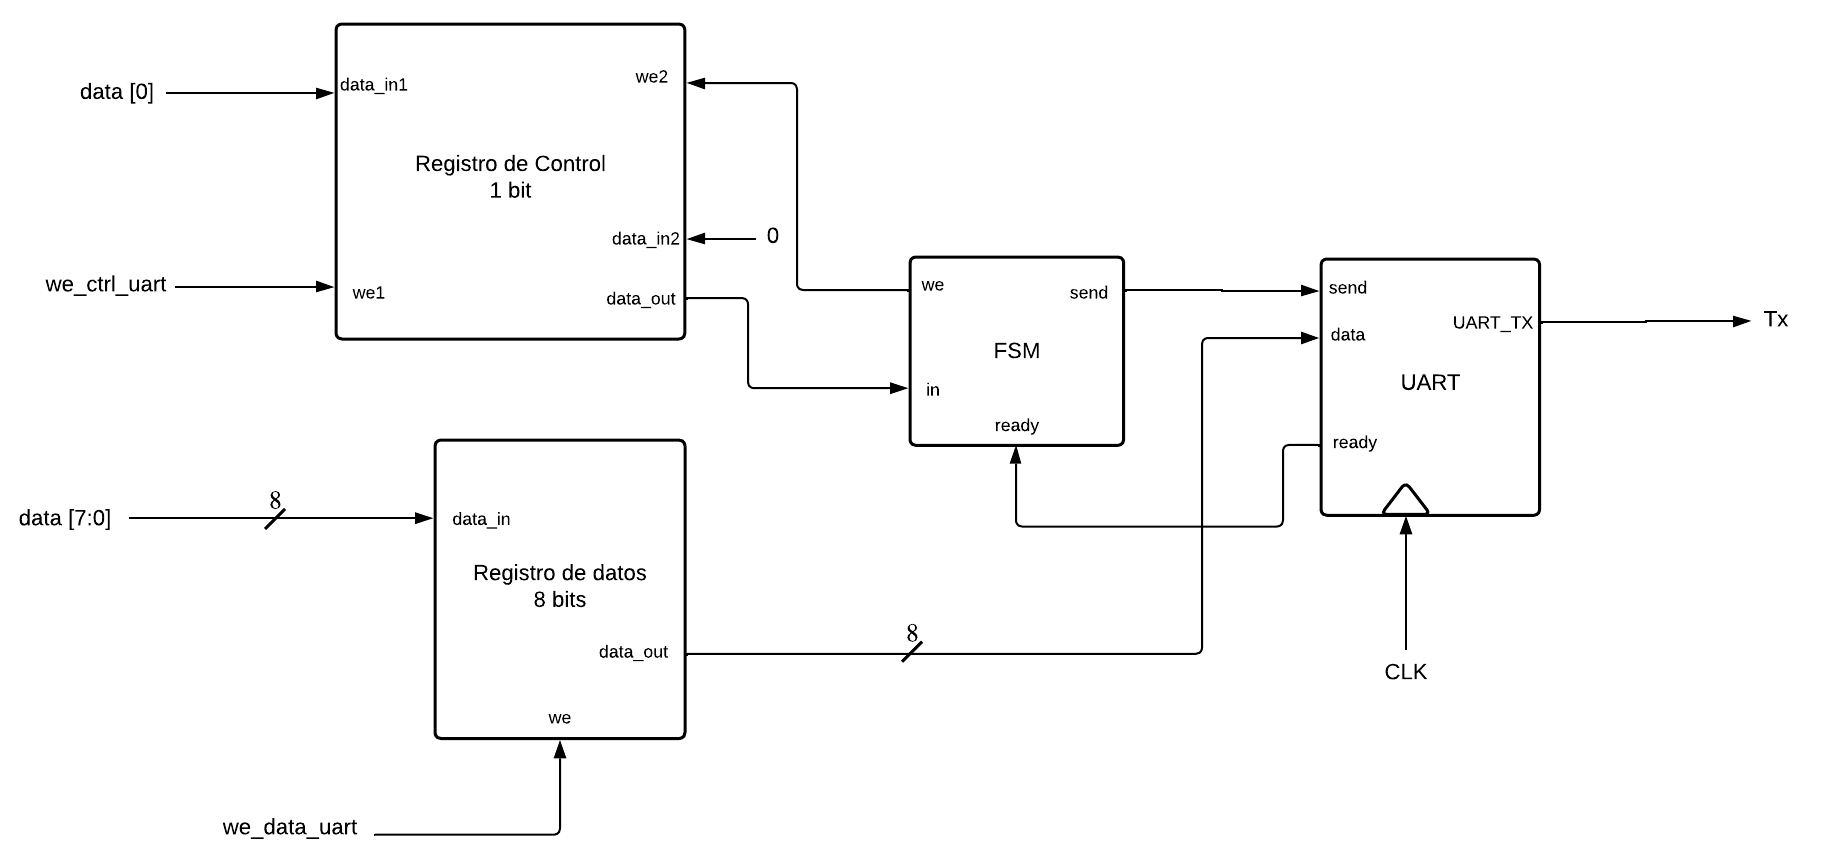 data [0]
data_in1
we2
Registro de Control
1 bit
data_in2
0
we_ctrl_uart
we1
data_out
we
send
FSM
in
ready
send
data
UART_TX
UART
ready
Tx
CLK
data [7:0]
8
data_in
Registro de datos
8 bits
data_out
8
we
we_data_uart